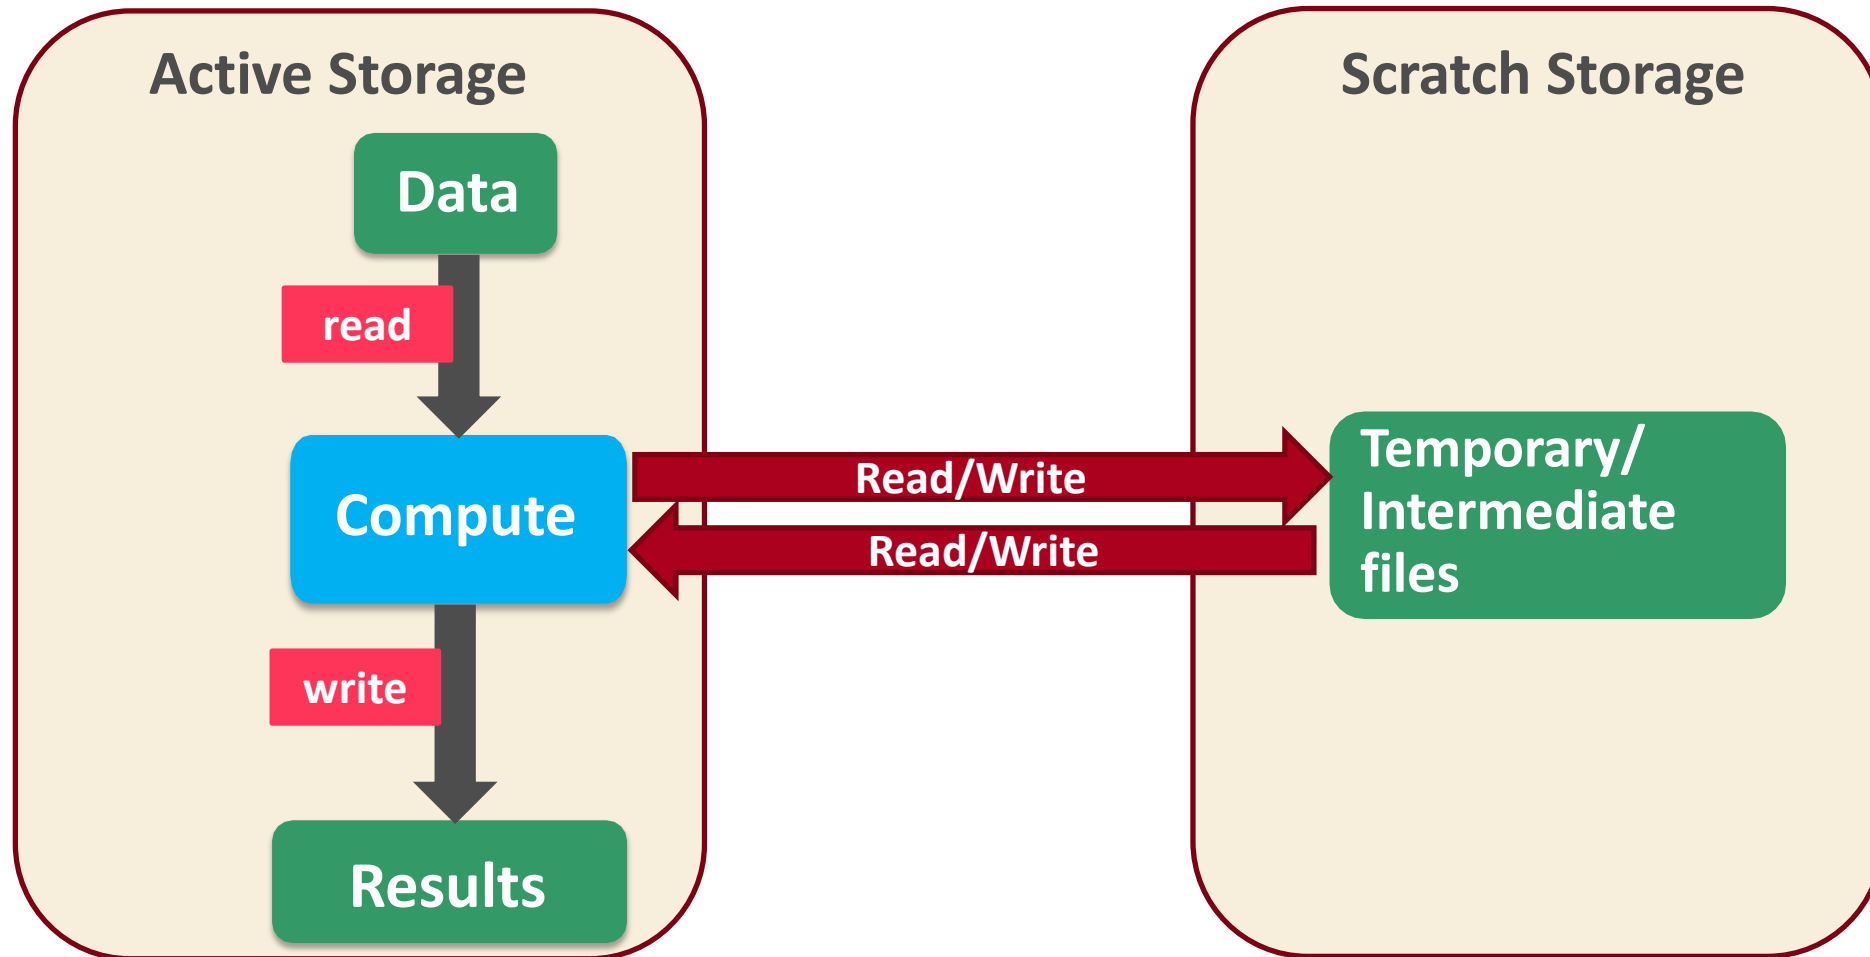 Active Storage
Scratch Storage
Data
read
Compute
Read/Write
Read/Write
Temporary/
Intermediate
files
write
Results